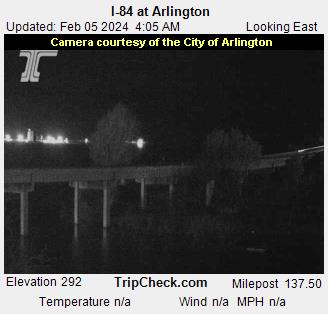 I-84 at Arlington
Updated: Feb 05 2024 4:05 AM Looking East
Camera courtesy of the City of Arlington
Elevation 292 TripCheck.com Milepost 137.50
Temperature n/a Wind n/a MPH n/a